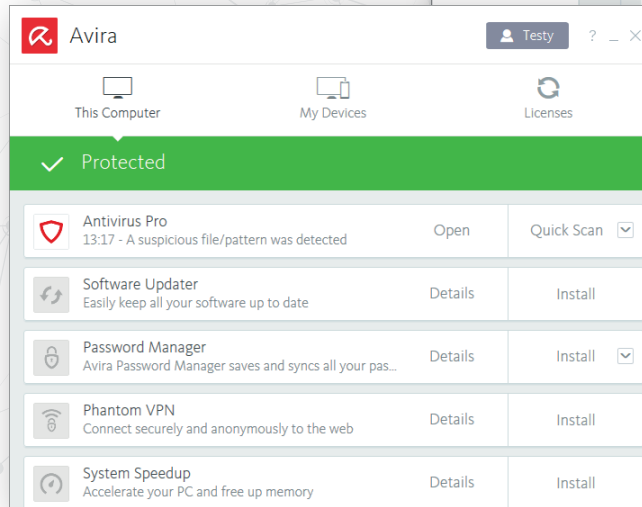 Avira
Testy
?
This Computer
My Devices
Licenses
Protected
Antivirus Pro
13:17 - A suspicious file/pattern was detected
Open
Quick Scan
Software Updater
Easily keep all your software up to date
Details
Install
Password Manager
Avira Password Manager saves and syncs all your pas...
Details
Install
Phantom VPN
Connect securely and anonymously to the web
Details
Install
System Speedup
Accelerate your PC and free up memory
Details
Install